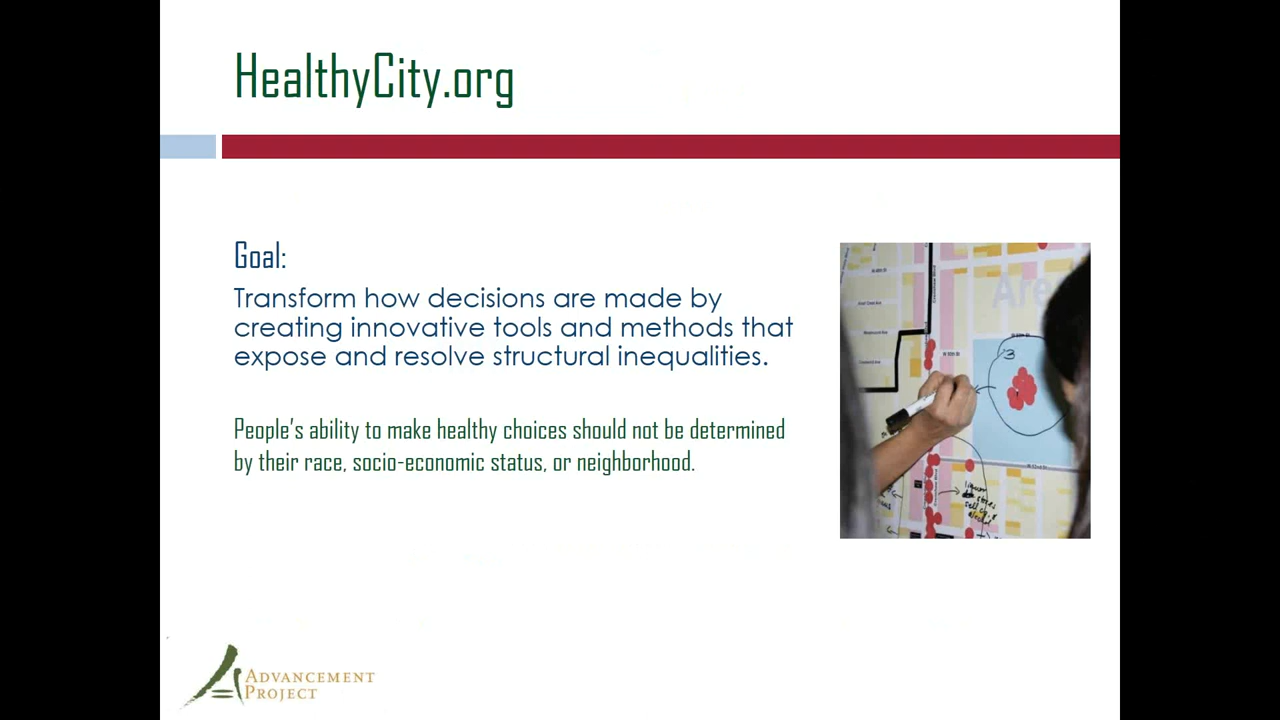 HealthyCity.org
Goal:
Transform how decisions are made by
creating innovative tools and methods that
expose and resolve structural inequalities.
People's ability to make healthy choices should not be determined
by their race, socio-economic status, or neighborhood.
Are
3
ADVANCEMENT
PROJECT